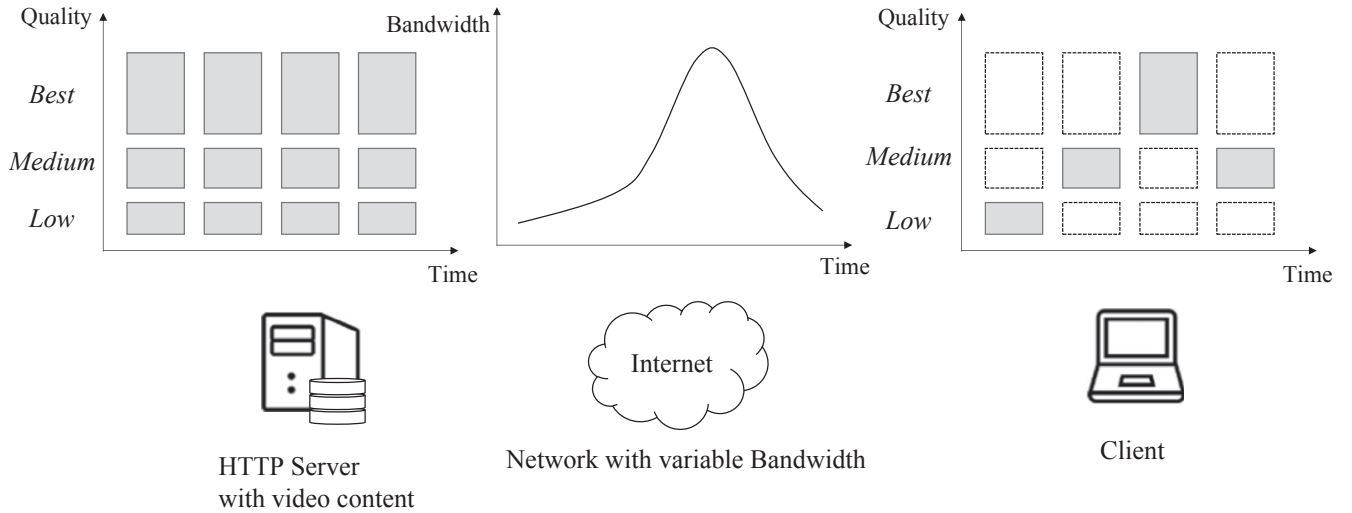 Quality
Best
Medium
Low
Time
Bandwidth
Time
Quality
Best
Medium
Low
Time
HTTP Server
with video content
Internet
Network with variable Bandwidth
Client